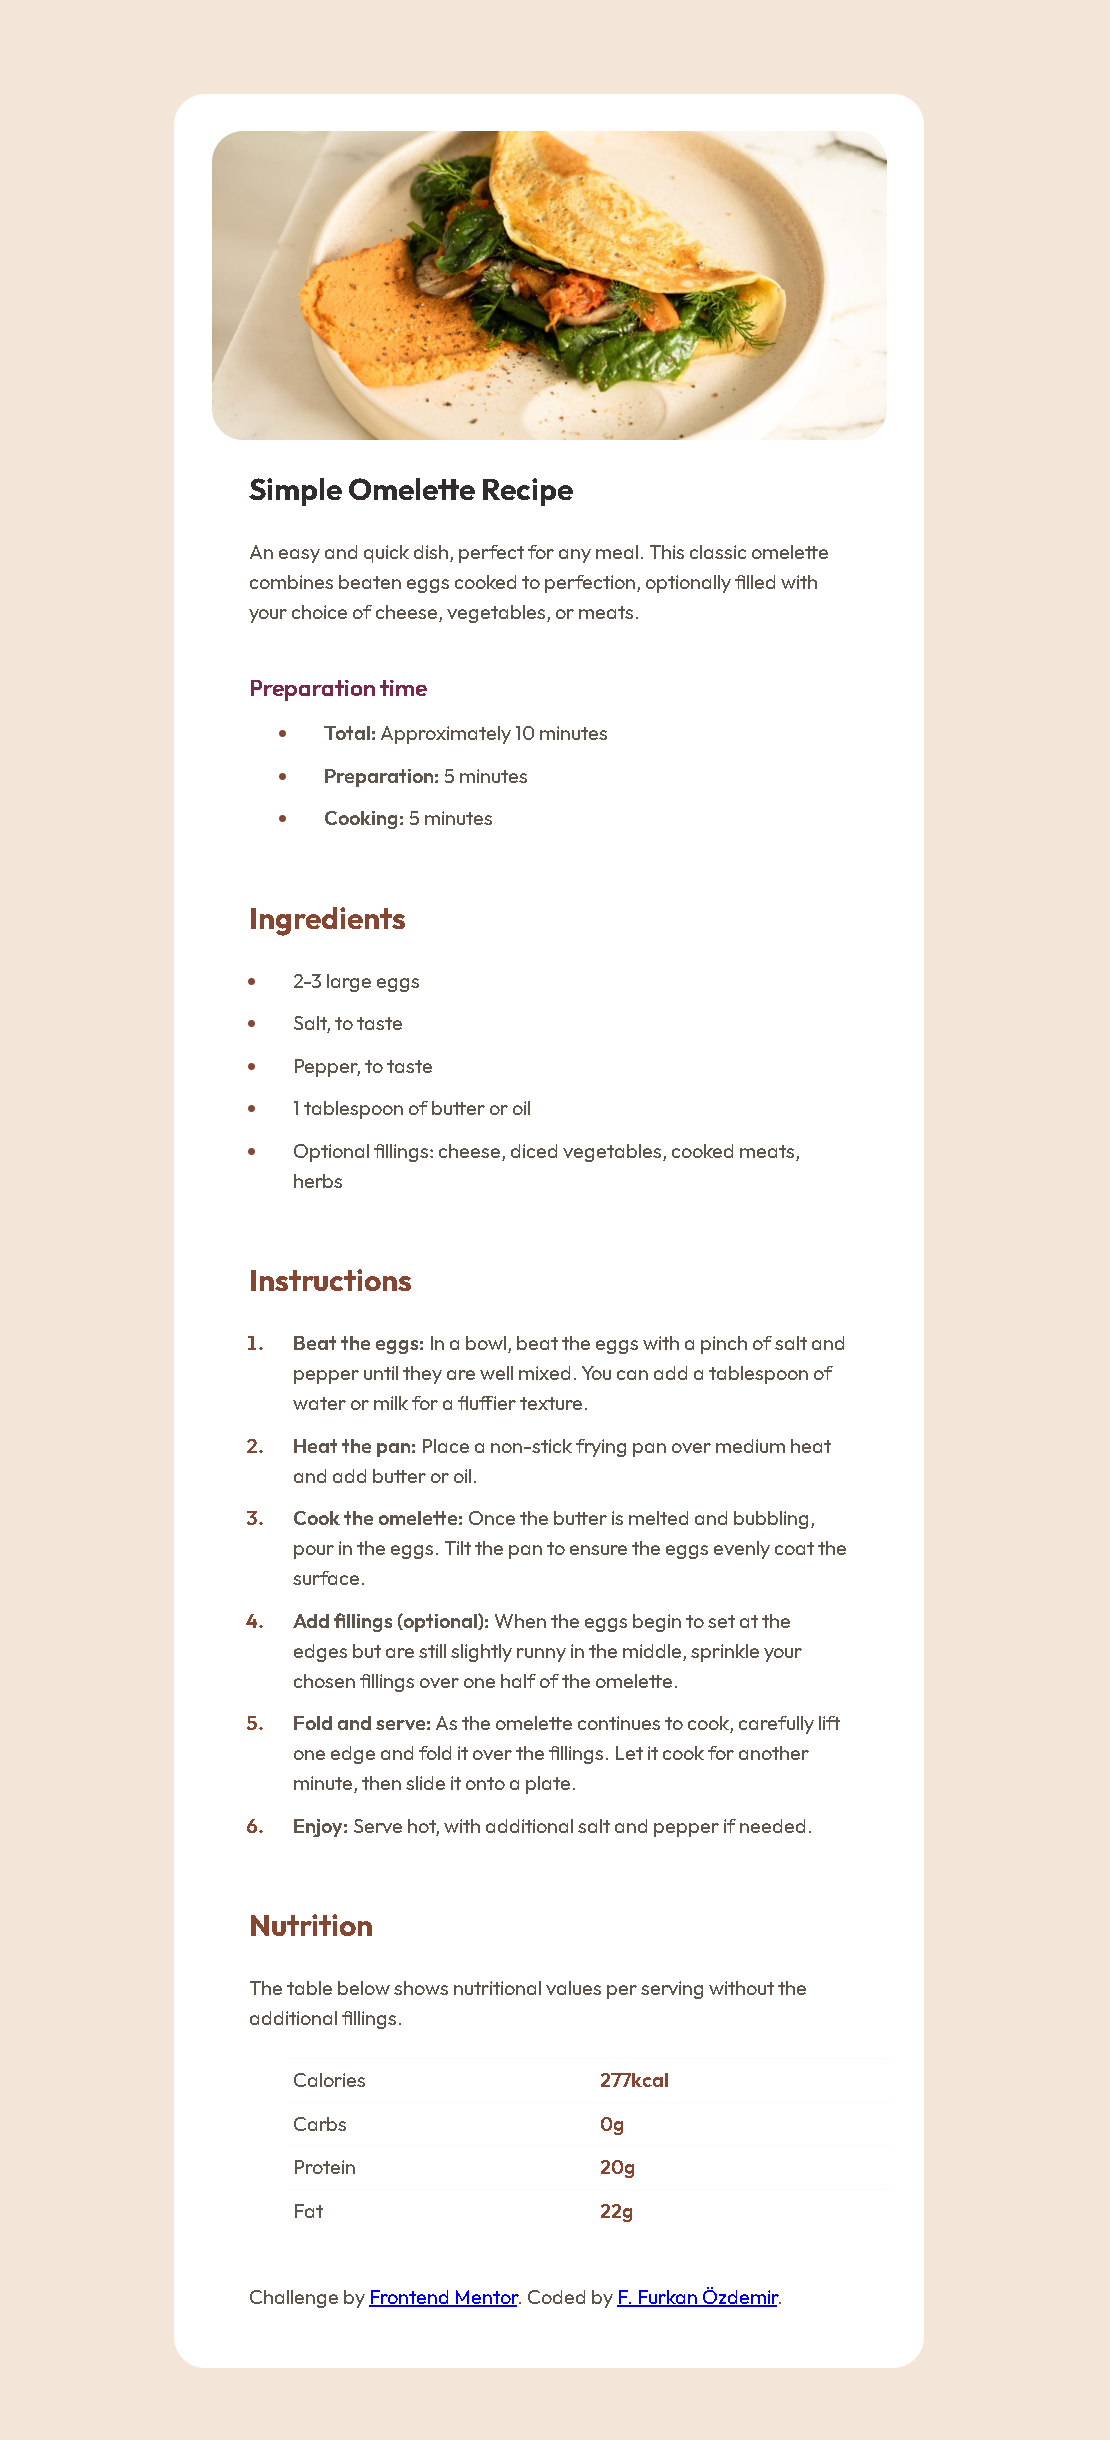 Simple Omelette Recipe
An easy and quick dish, perfect for any meal. This classic omelette
combines beaten eggs cooked to perfection, optionally filled with
your choice of cheese, vegetables, or meats.
Preparation time
• Total: Approximately 10 minutes
• Preparation: 5 minutes
• Cooking: 5 minutes
Ingredients
• 2-3 large eggs
• Salt, to taste
• Pepper, to taste
• 1 tablespoon of butter or oil
• Optional fillings: cheese, diced vegetables, cooked meats,
herbs
Instructions
1. Beat the eggs: In a bowl, beat the eggs with a pinch of salt and
pepper until they are well mixed. You can add a tablespoon of
water or milk for a fluffier texture.
2. Heat the pan: Place a non-stick frying pan over medium heat
and add butter or oil.
3. Cook the omelette: Once the butter is melted and bubbling,
pour in the eggs. Tilt the pan to ensure the eggs evenly coat the
surface.
4. Add fillings (optional): When the eggs begin to set at the
edges but are still slightly runny in the middle, sprinkle your
chosen fillings over one half of the omelette.
5. Fold and serve: As the omelette continues to cook, carefully lift
one edge and fold it over the fillings. Let it cook for another
minute, then slide it onto a plate.
6. Enjoy: Serve hot, with additional salt and pepper if needed.
Nutrition
The table below shows nutritional values per serving without the
additional fillings.
Calories 277kcal
Carbs 0g
Protein 20g
Fat 22g
Challenge by Frontend Mentor. Coded by F. Furkan Özdemir.